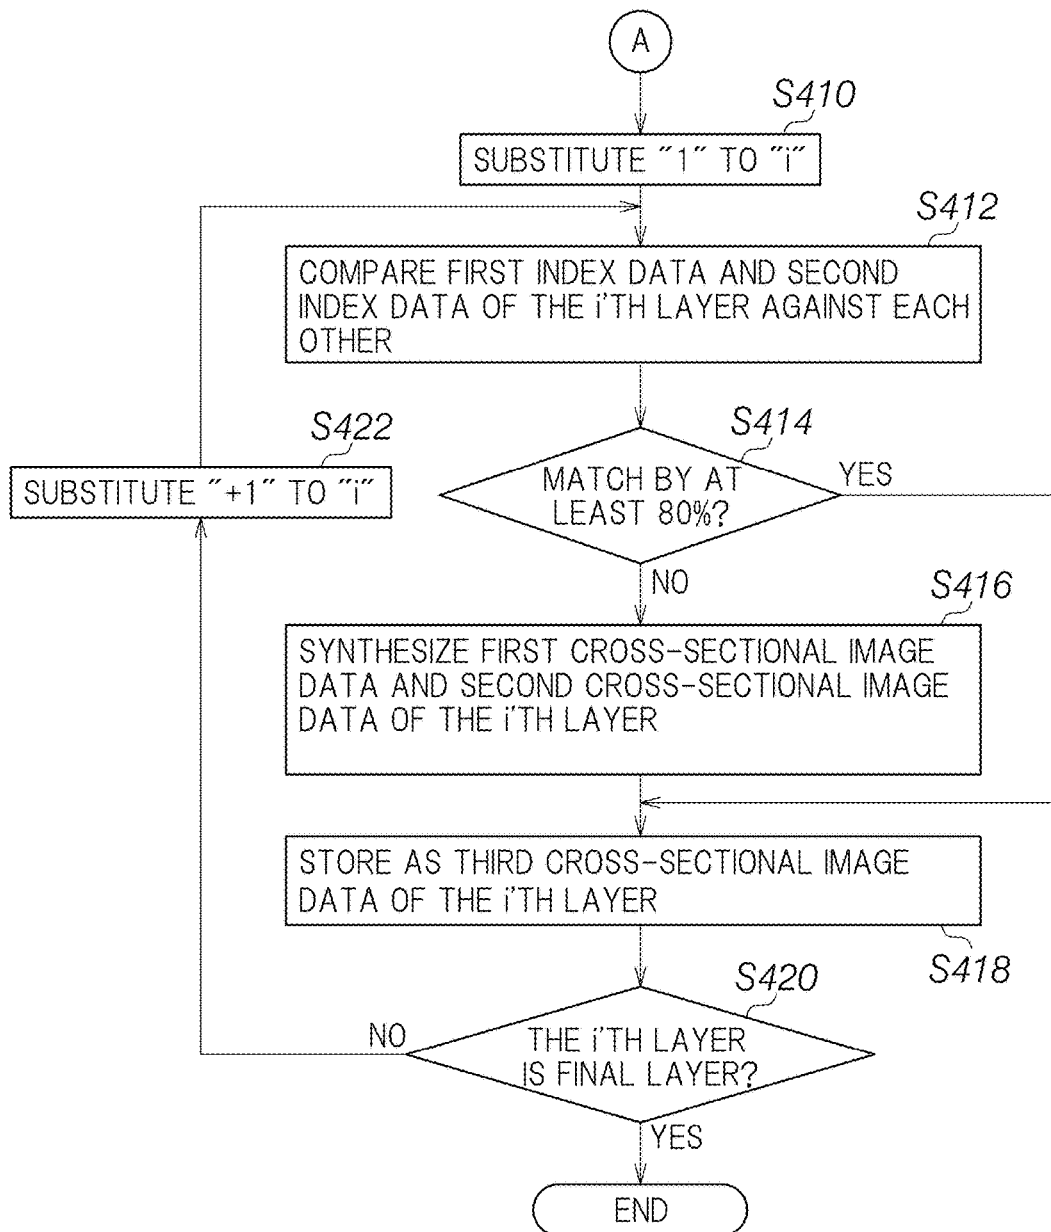 A
S410
SUBSTITUTE "1" TO "i"
S412
COMPARE FIRST INDEX DATA AND SECOND
INDEX DATA OF THE i'TH LAYER AGAINST EACH
OTHER
S414
MATCH BY AT
LEAST 80%?
YES
NO
S422
SUBSTITUTE "+1" TO "i"
S416
SYNTHESIZE FIRST CROSS-SECTIONAL IMAGE
DATA AND SECOND CROSS-SECTIONAL IMAGE
DATA OF THE i'TH LAYER
STORE AS THIRD CROSS-SECTIONAL IMAGE
DATA OF THE i'TH LAYER
S418
S420
NO
THE i'TH LAYER
IS FINAL LAYER?
YES
END